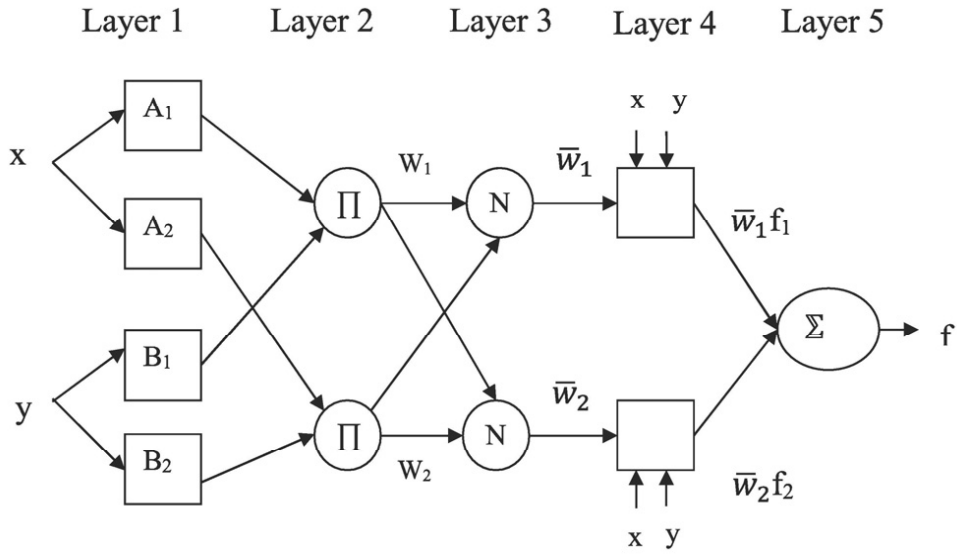 Layer 1 Layer 2 Layer 3 Layer 4 Layer 5
x y
A₁
x
W₁ w̅₁
∏ N
A₂
w̅₁f₁
∑ f
B₁
y
w̅₂
∏ N
B₂
W₂
w̅₂f₂
x y